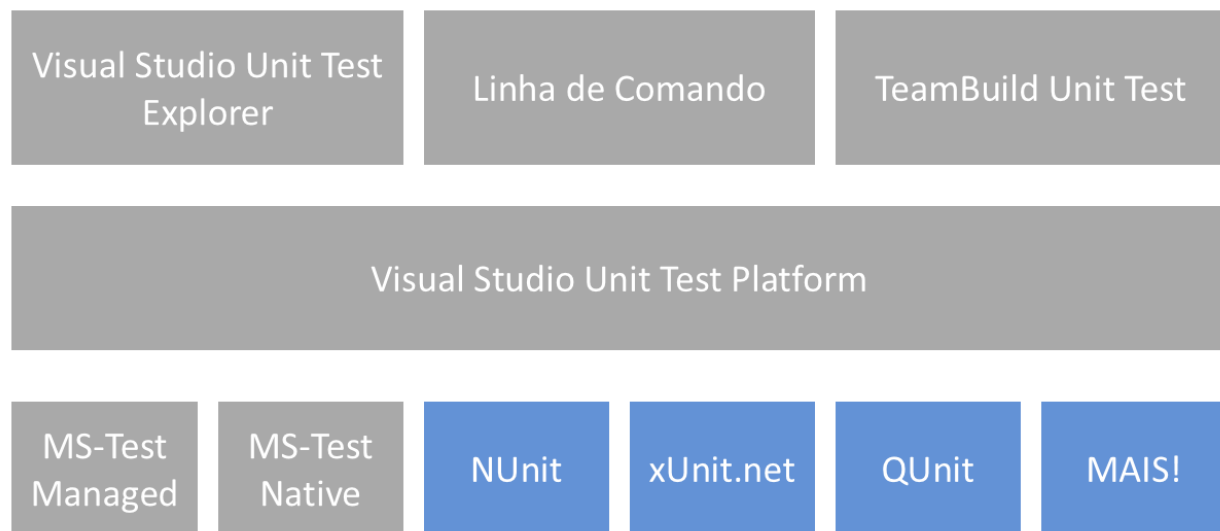 Visual Studio Unit Test
Explorer
Linha de Comando
TeamBuild Unit Test
Visual Studio Unit Test Platform
MS-Test
Managed
MS-Test
Native
NUnit
xUnit.net
QUnit
MAIS!